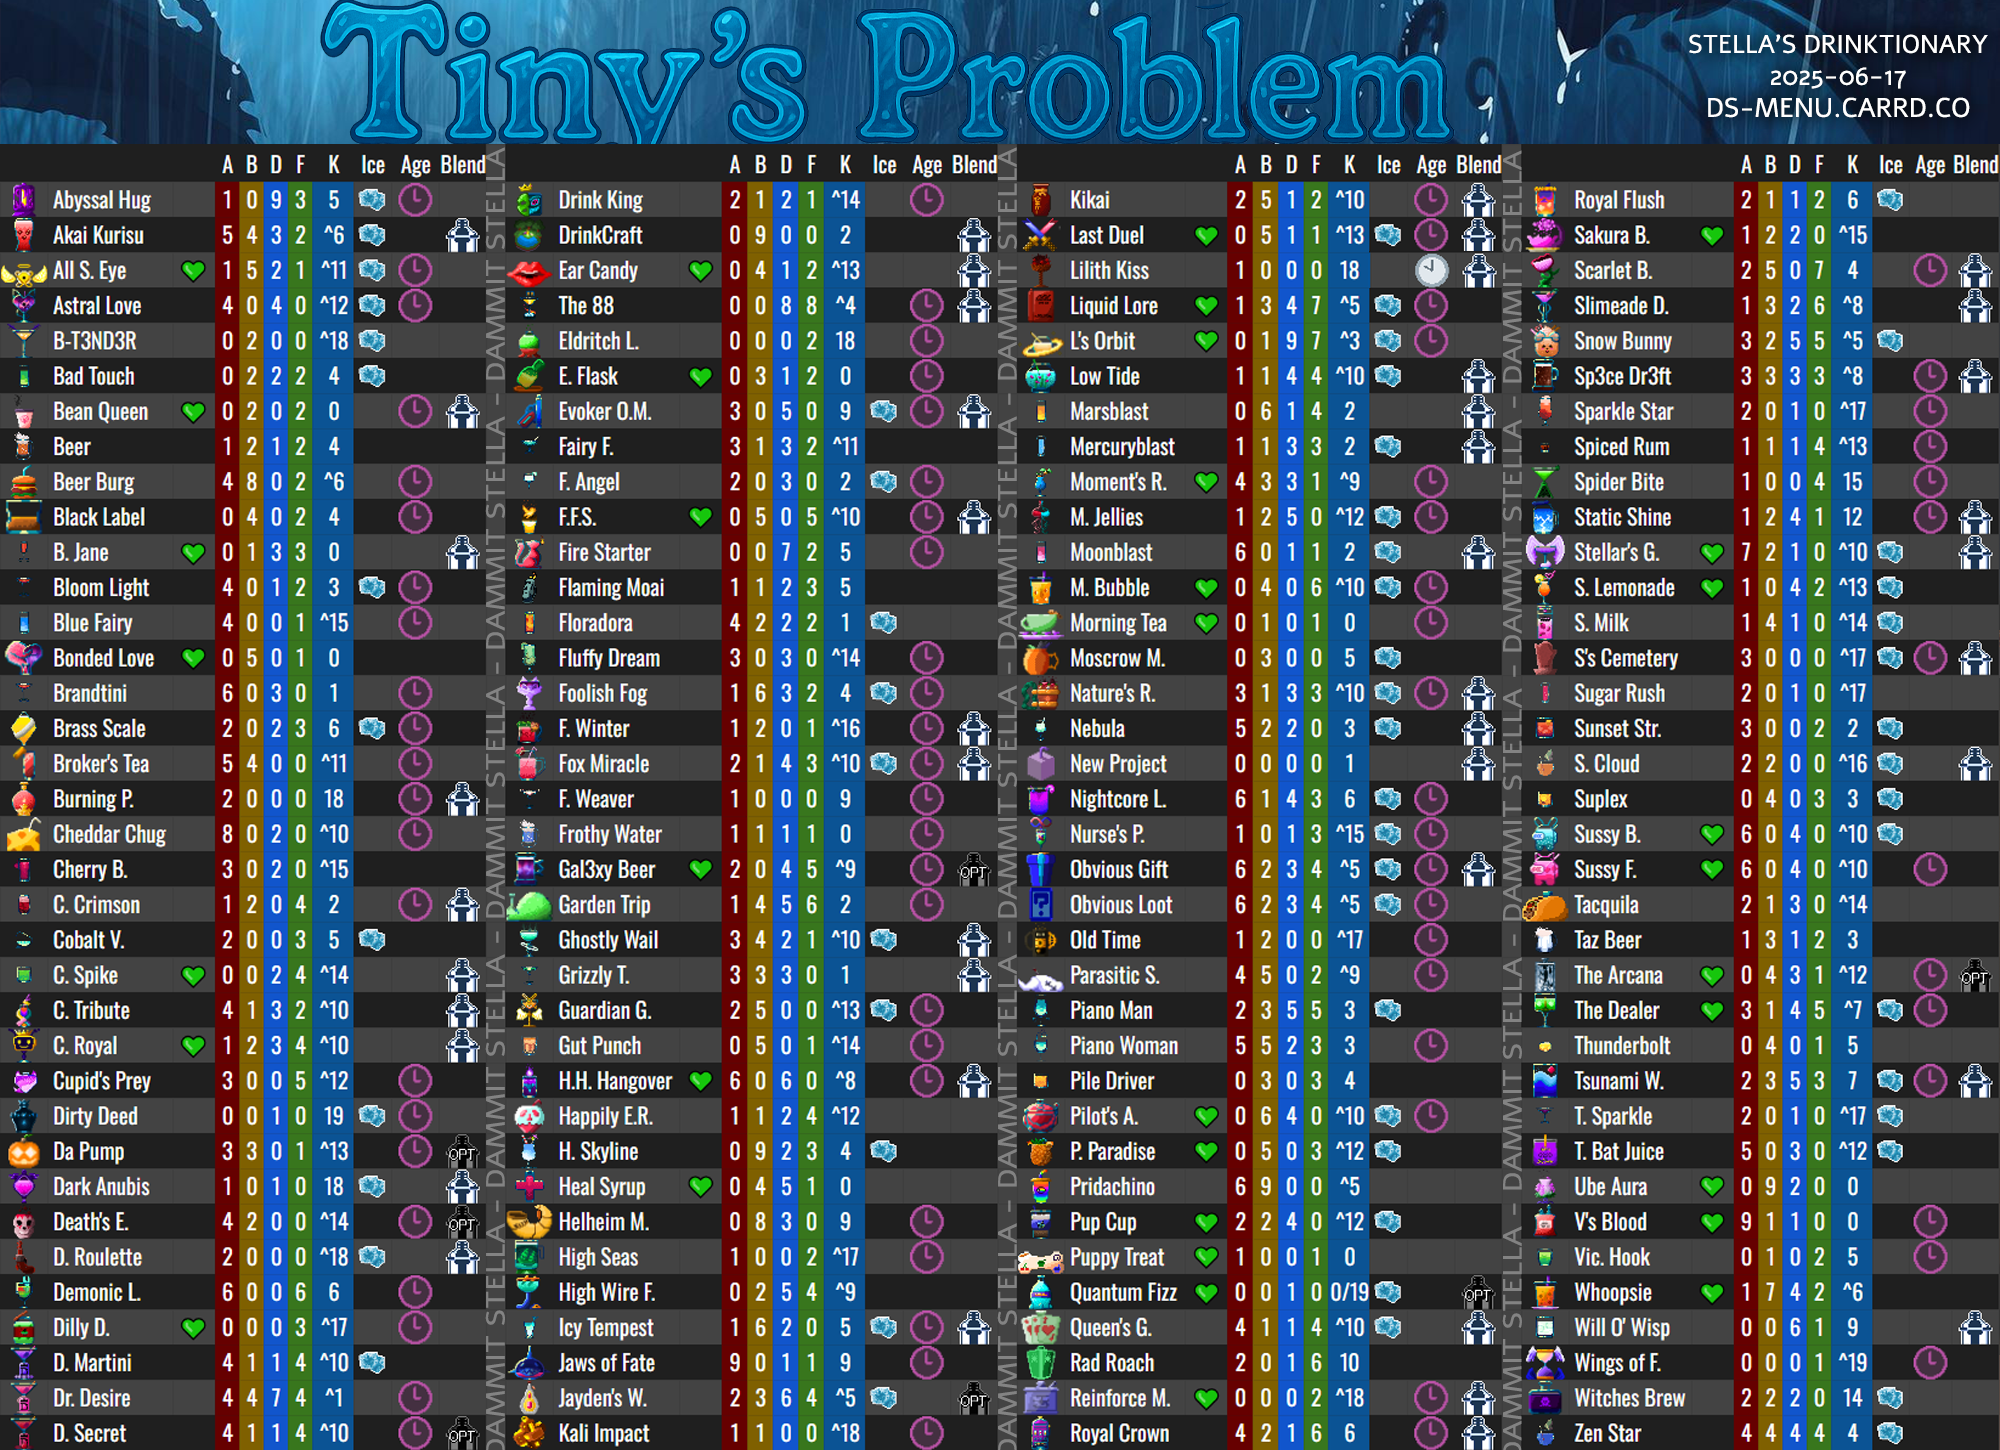 Tiny's Problem
STELLA'S DRINKTIONARY
2025-06-17
DS-MENU.CARRD.CO
A B D F K Ice Age Blend
Abyssal Hug 1 0 9 3 5
Akai Kurisu 5 4 3 2 ^6
All S. Eye 1 5 2 1 ^11
Astral Love 4 0 4 0 ^12
B-T3ND3R 0 2 0 0 ^18
Bad Touch 0 2 2 2 4
Bean Queen 0 2 0 2 0
Beer 1 2 1 2 4
Beer Burg 4 8 0 2 ^6
Black Label 0 4 0 2 4
B. Jane 0 1 3 3 0
Bloom Light 4 0 1 2 3
Blue Fairy 4 0 0 1 ^15
Bonded Love 0 5 0 1 0
Brandtini 6 0 3 0 1
Brass Scale 2 0 2 3 6
Broker's Tea 5 4 0 0 ^11
Burning P. 2 0 0 0 18
Cheddar Chug 8 0 2 0 ^10
Cherry B. 3 0 2 0 ^15
C. Crimson 1 2 0 4 2
Cobalt V. 2 0 0 3 5
C. Spike 0 0 2 4 ^14
C. Tribute 4 1 3 2 ^10
C. Royal 1 2 3 4 ^10
Cupid's Prey 3 0 0 5 ^12
Dirty Deed 0 0 1 0 19
Da Pump 3 3 0 1 ^13 OPT
Dark Anubis 1 0 1 0 18
Death's E. 4 2 0 0 ^14 OPT
D. Roulette 2 0 0 0 ^18
Demonic L. 6 0 0 6 6
Dilly D. 0 0 0 3 ^17
D. Martini 4 1 1 4 ^10
Dr. Desire 4 4 7 4 ^1
D. Secret 4 1 1 4 ^10 OPT
DAMMIT STELLA - DAMMIT STELLA - DAMMIT STELLA - DAMMIT STELLA
A B D F K Ice Age Blend
Drink King 2 1 2 1 ^14
DrinkCraft 0 9 0 0 2
Ear Candy 0 4 1 2 ^13
The 88 0 0 8 8 ^4
Eldritch L. 0 0 0 2 18
E. Flask 0 3 1 2 0
Evoker O.M. 3 0 5 0 9
Fairy F. 3 1 3 2 ^11
F. Angel 2 0 3 0 2
F.F.S. 0 5 0 5 ^10
Fire Starter 0 0 7 2 5
Flaming Moai 1 1 2 3 5
Floradora 4 2 2 2 1
Fluffy Dream 3 0 3 0 ^14
Foolish Fog 1 6 3 2 4
F. Winter 1 2 0 1 ^16
Fox Miracle 2 1 4 3 ^10
F. Weaver 1 0 0 0 9
Frothy Water 1 1 1 1 0
Gal3xy Beer 2 0 4 5 ^9 OPT
Garden Trip 1 4 5 6 2
Ghostly Wail 3 4 2 1 ^10
Grizzly T. 3 3 3 0 1
Guardian G. 2 5 0 0 ^13
Gut Punch 0 5 0 1 ^14
H.H. Hangover 6 0 6 0 ^8
Happily E.R. 1 1 2 4 ^12
H. Skyline 0 9 2 3 4
Heal Syrup 0 4 5 1 0
Helheim M. 0 8 3 0 9
High Seas 1 0 0 2 ^17
High Wire F. 0 2 5 4 ^9
Icy Tempest 1 6 2 0 5
Jaws of Fate 9 0 1 1 9
Jayden's W. 2 3 6 4 ^5 OPT
Kali Impact 1 1 0 0 ^18
DAMMIT STELLA - DAMMIT STELLA - DAMMIT STELLA - DAMMIT STELLA
A B D F K Ice Age Blend
Kikai 2 5 1 2 ^10
Last Duel 0 5 1 1 ^13
Lilith Kiss 1 0 0 0 18
Liquid Lore 1 3 4 7 ^5
L's Orbit 0 1 9 7 ^3
Low Tide 1 1 4 4 ^10
Marsblast 0 6 1 4 2
Mercuryblast 1 1 3 3 2
Moment's R. 4 3 3 1 ^9
M. Jellies 1 2 5 0 ^12
Moonblast 6 0 1 1 2
M. Bubble 0 4 0 6 ^10
Morning Tea 0 1 0 1 0
Moscrow M. 0 3 0 0 5
Nature's R. 3 1 3 3 ^10
Nebula 5 2 2 0 3
New Project 0 0 0 0 1
Nightcore L. 6 1 4 3 6
Nurse's P. 1 0 1 3 ^15
Obvious Gift 6 2 3 4 ^5
Obvious Loot 6 2 3 4 ^5
Old Time 1 2 0 0 ^17
Parasitic S. 4 5 0 2 ^9
Piano Man 2 3 5 5 3
Piano Woman 5 5 2 3 3
Pile Driver 0 3 0 3 4
Pilot's A. 0 6 4 0 ^10
P. Paradise 0 5 0 3 ^12
Pridachino 6 9 0 0 ^5
Pup Cup 2 2 4 0 ^12
Puppy Treat 1 0 0 1 0
Quantum Fizz 0 0 1 0 0/19 OPT
Queen's G. 4 1 1 4 ^10
Rad Roach 2 0 1 6 10
Reinforce M. 0 0 0 2 ^18
Royal Crown 4 2 1 6 6
DAMMIT STELLA - DAMMIT STELLA - DAMMIT STELLA - DAMMIT STELLA
A B D F K Ice Age Blend
Royal Flush 2 1 1 2 6
Sakura B. 1 2 2 0 ^15
Scarlet B. 2 5 0 7 4
Slimeade D. 1 3 2 6 ^8
Snow Bunny 3 2 5 5 ^5
Sp3ce Dr3ft 3 3 3 3 ^8
Sparkle Star 2 0 1 0 ^17
Spiced Rum 1 1 1 4 ^13
Spider Bite 1 0 0 4 15
Static Shine 1 2 4 1 12
Stellar's G. 7 2 1 0 ^10
S. Lemonade 1 0 4 2 ^13
S. Milk 1 4 1 0 ^14
S's Cemetery 3 0 0 0 ^17
Sugar Rush 2 0 1 0 ^17
Sunset Str. 3 0 0 2 2
S. Cloud 2 2 0 0 ^16
Suplex 0 4 0 3 3
Sussy B. 6 0 4 0 ^10
Sussy F. 6 0 4 0 ^10
Tacquila 2 1 3 0 ^14
Taz Beer 1 3 1 2 3
The Arcana 0 4 3 1 ^12 OPT
The Dealer 3 1 4 5 ^7
Thunderbolt 0 4 0 1 5
Tsunami W. 2 3 5 3 7
T. Sparkle 2 0 1 0 ^17
T. Bat Juice 5 0 3 0 ^12
Ube Aura 0 9 2 0 0
V's Blood 9 1 1 0 0
Vic. Hook 0 1 0 2 5
Whoopsie 1 7 4 2 ^6
Will O' Wisp 0 0 6 1 9
Wings of F. 0 0 0 1 ^19
Witches Brew 2 2 2 0 14
Zen Star 4 4 4 4 4